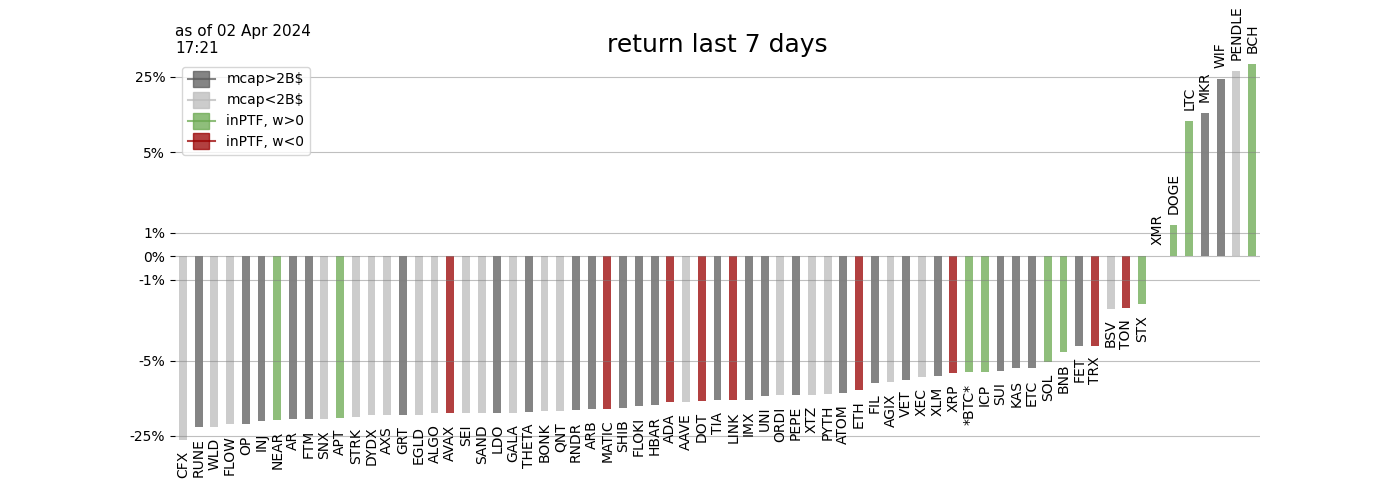 as of 02 Apr 2024
17:21
return last 7 days
mcap>2B$
mcap<2B$
inPTF, w>0
inPTF, w<0
25%
5%
1%
0%
-1%
-5%
-25%
CFX
RUNE
WLD
FLOW
OP
INJ
NEAR
AR
FTM
SNX
APT
STRK
DYDX
AXS
GRT
EGLD
ALGO
AVAX
SEI
SAND
LDO
GALA
THETA
BONK
QNT
RNDR
ARB
MATIC
SHIB
FLOKI
HBAR
ADA
AAVE
DOT
TIA
LINK
IMX
UNI
ORDI
PEPE
XTZ
PYTH
ATOM
ETH
FIL
AGIX
VET
XEC
XLM
XRP
*BTC*
ICP
SUI
KAS
ETC
SOL
BNB
FET
TRX
BSV
TON
STX
XMR
DOGE
LTC
MKR
WIF
PENDLE
BCH